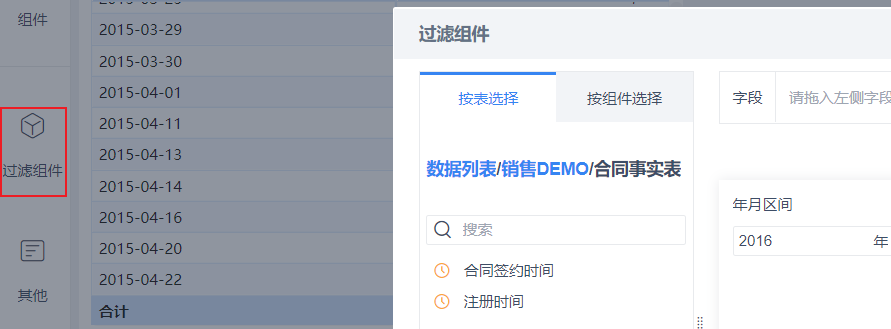 组件
过滤组件
其他
2015-03-29
2015-03-30
2015-04-01
2015-04-11
2015-04-13
2015-04-14
2015-04-16
2015-04-20
2015-04-22
合计
过滤组件
按表选择 按组件选择
数据列表/销售DEMO/合同事实表
搜索
合同签约时间
注册时间
字段 请拖入左侧字段
年月区间
2016 年